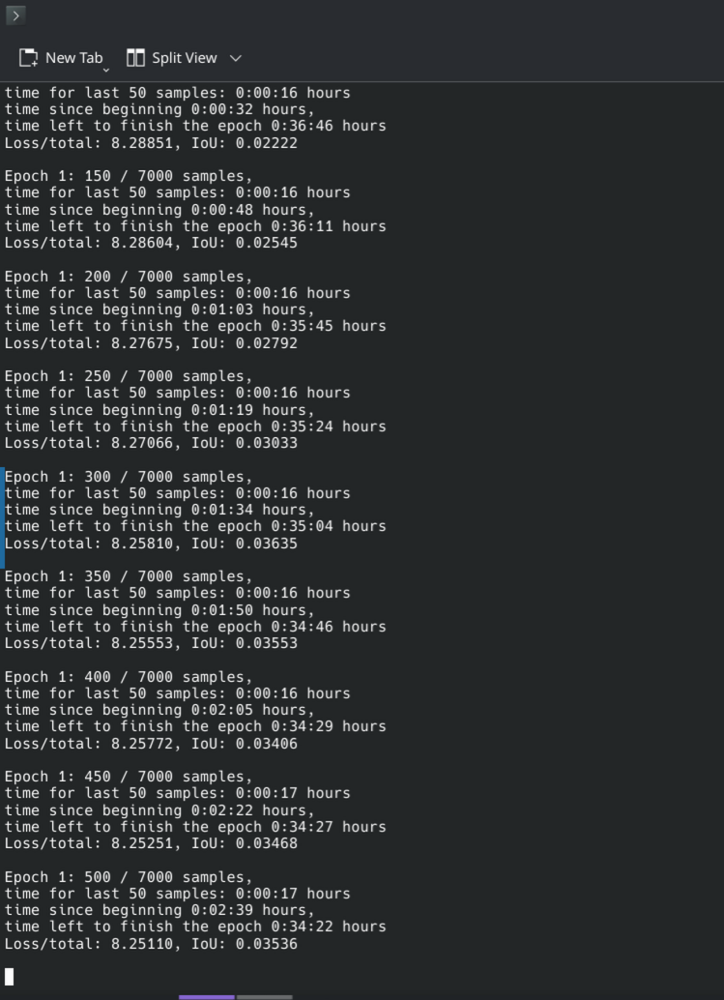 New Tab Split View
time for last 50 samples: 0:00:16 hours
time since beginning 0:00:32 hours,
time left to finish the epoch 0:36:46 hours
Loss/total: 8.28851, IoU: 0.02222
Epoch 1: 150 / 7000 samples,
time for last 50 samples: 0:00:16 hours
time since beginning 0:00:48 hours,
time left to finish the epoch 0:36:11 hours
Loss/total: 8.28604, IoU: 0.02545
Epoch 1: 200 / 7000 samples,
time for last 50 samples: 0:00:16 hours
time since beginning 0:01:03 hours,
time left to finish the epoch 0:35:45 hours
Loss/total: 8.27675, IoU: 0.02792
Epoch 1: 250 / 7000 samples,
time for last 50 samples: 0:00:16 hours
time since beginning 0:01:19 hours,
time left to finish the epoch 0:35:24 hours
Loss/total: 8.27066, IoU: 0.03033
Epoch 1: 300 / 7000 samples,
time for last 50 samples: 0:00:16 hours
time since beginning 0:01:34 hours,
time left to finish the epoch 0:35:04 hours
Loss/total: 8.25810, IoU: 0.03635
Epoch 1: 350 / 7000 samples,
time for last 50 samples: 0:00:16 hours
time since beginning 0:01:50 hours,
time left to finish the epoch 0:34:46 hours
Loss/total: 8.25553, IoU: 0.03553
Epoch 1: 400 / 7000 samples,
time for last 50 samples: 0:00:16 hours
time since beginning 0:02:05 hours,
time left to finish the epoch 0:34:29 hours
Loss/total: 8.25772, IoU: 0.03406
Epoch 1: 450 / 7000 samples,
time for last 50 samples: 0:00:17 hours
time since beginning 0:02:22 hours,
time left to finish the epoch 0:34:27 hours
Loss/total: 8.25251, IoU: 0.03468
Epoch 1: 500 / 7000 samples,
time for last 50 samples: 0:00:17 hours
time since beginning 0:02:39 hours,
time left to finish the epoch 0:34:22 hours
Loss/total: 8.25110, IoU: 0.03536